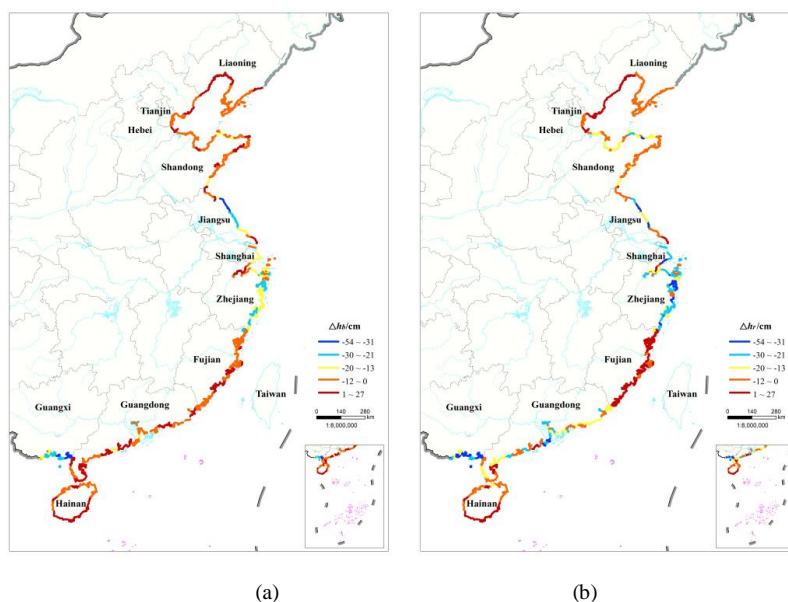 Liaoning
Tianjin
Hebei
Shandong
Jiangsu
Shanghai
Zhejiang
Fujian
Taiwan
Guangxi
Guangdong
Hainan
△hs/cm
-54 ~ -31
-30 ~ -21
-20 ~ -13
-12 ~ 0
1 ~ 27
0 140 280
km
1:8,000,000
(a)
Liaoning
Tianjin
Hebei
Shandong
Jiangsu
Shanghai
Zhejiang
Fujian
Taiwan
Guangxi
Guangdong
Hainan
△hr/cm
-54 ~ -31
-30 ~ -21
-20 ~ -13
-12 ~ 0
1 ~ 27
0 140 280
km
1:8,000,000
(b)